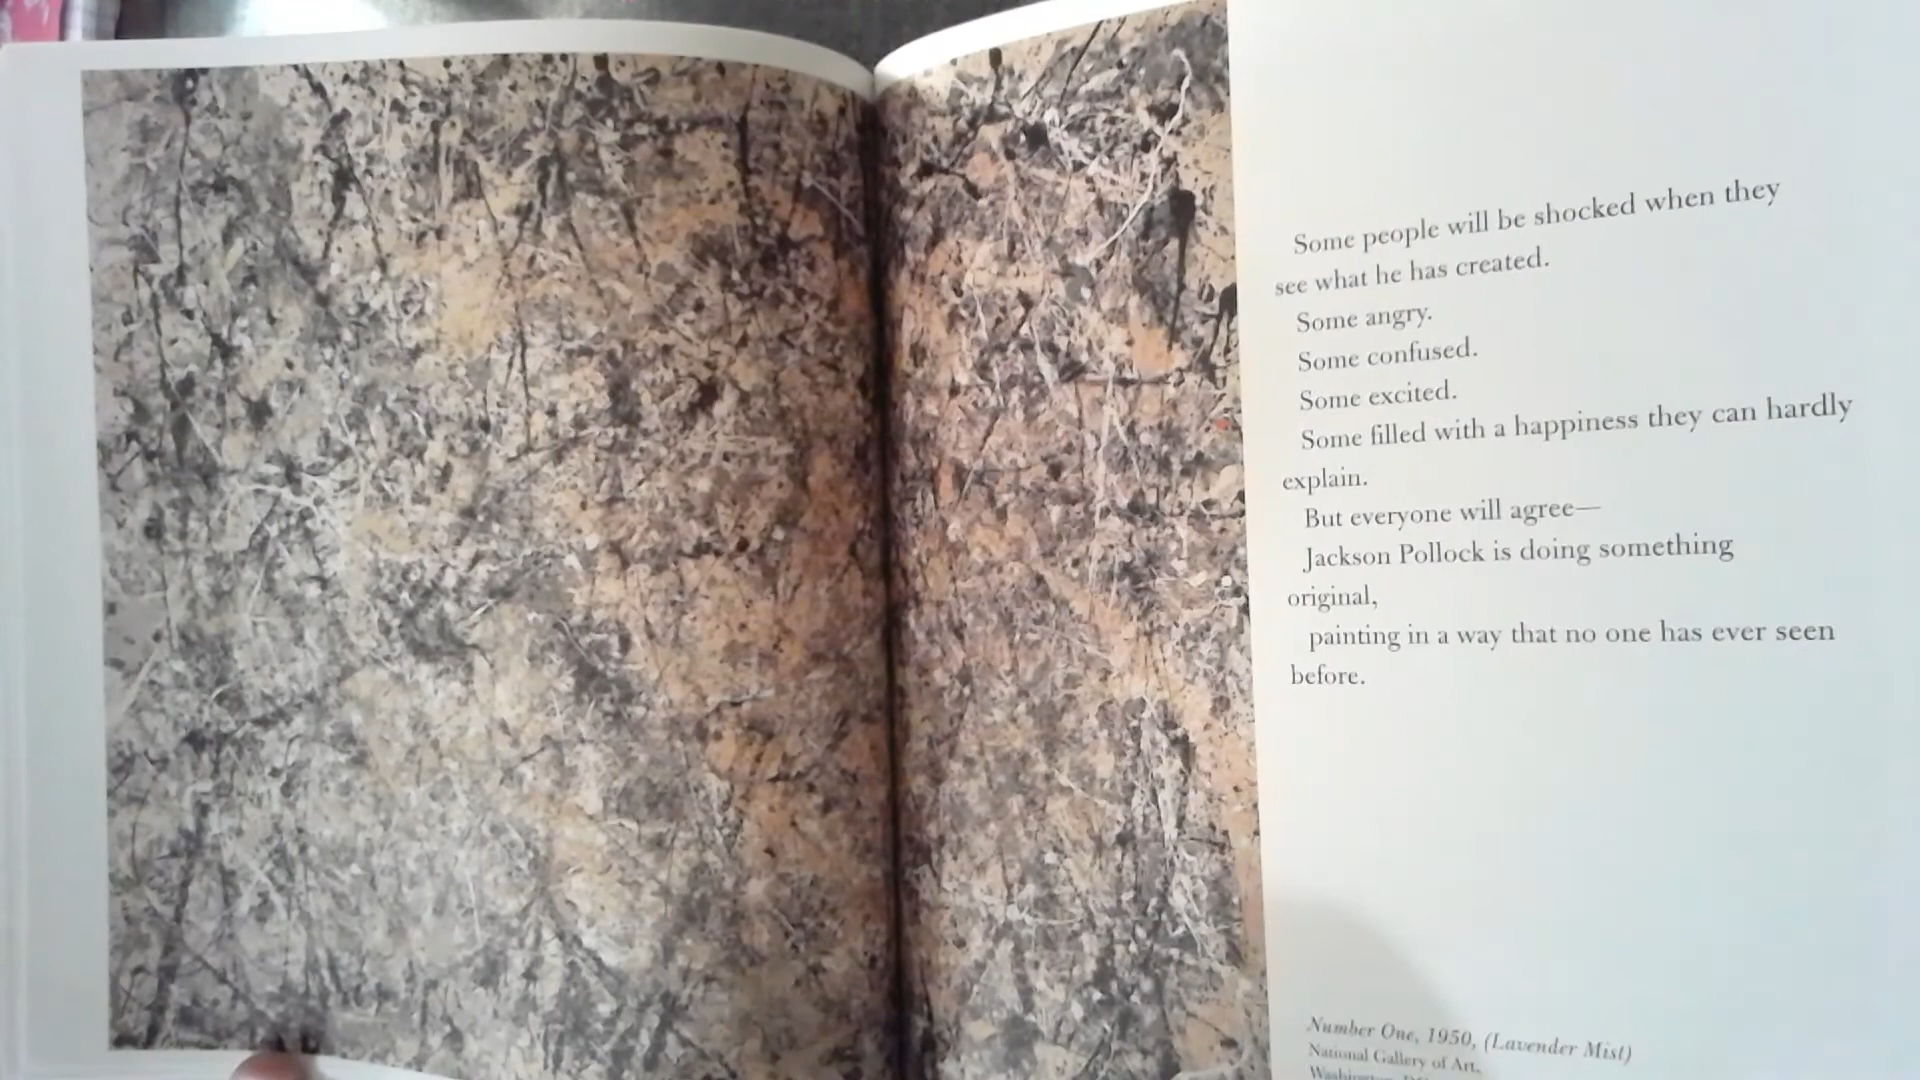 Some people will be shocked when they
see what he has created.
Some angry.
Some confused.
Some excited.
Some filled with a happiness they can hardly
explain.
But everyone will agree—
Jackson Pollock is doing something
original,
painting in a way that no one has ever seen
before.
Number One, 1950, (Lavender Mist)
National Gallery of Art,
Washington,